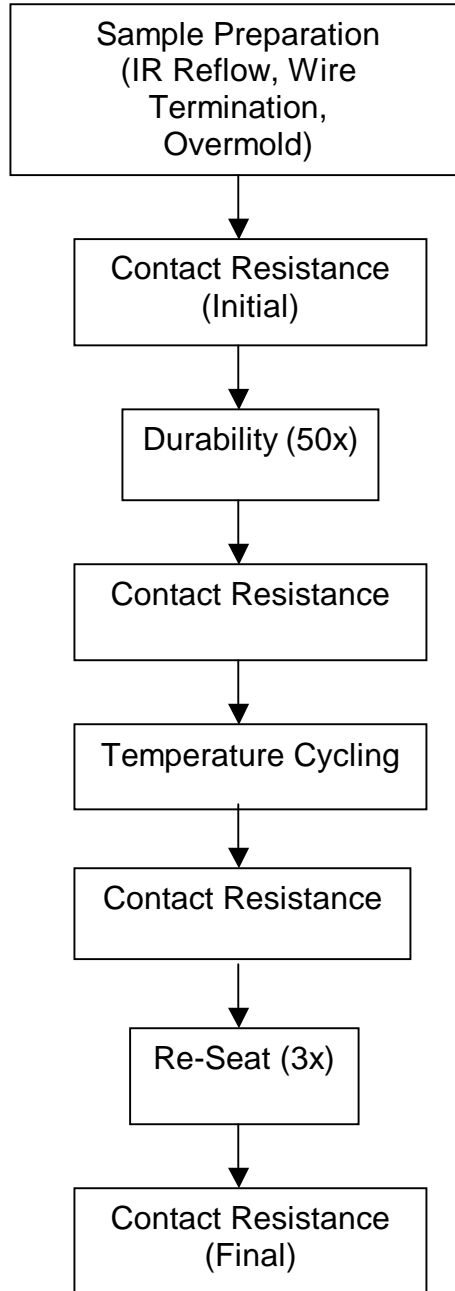 Sample Preparation
(IR Reflow, Wire
Termination,
Overmold)
Contact Resistance
(Initial)
Durability (50x)
Contact Resistance
Temperature Cycling
Contact Resistance
Re-Seat (3x)
Contact Resistance
(Final)